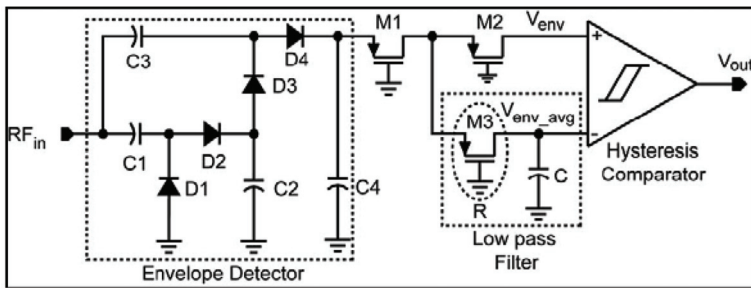 M1
M2
V_env
C3
D4
D3
V_out
+
RF_in
C1
D2
D1
C2
C4
M3
V_env_avg
-
C
R
Hysteresis
Comparator
Low pass
Filter
Envelope Detector